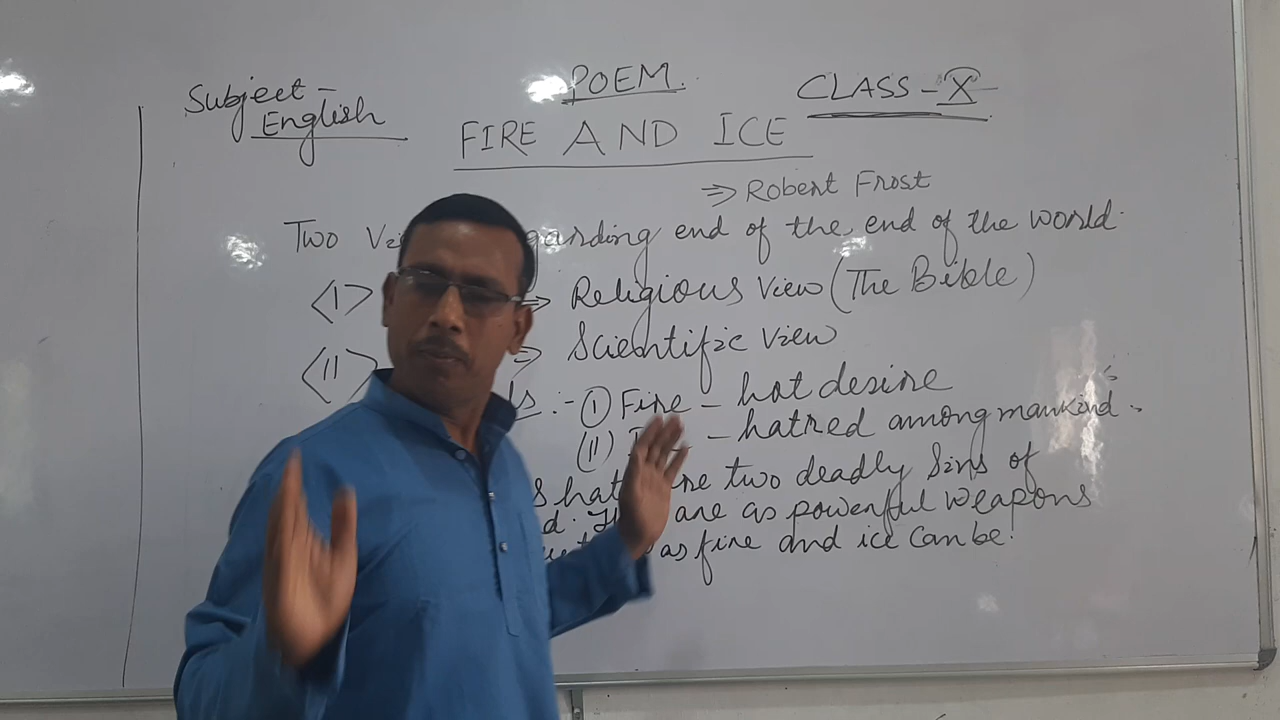 Subject -
English
POEM.
CLASS - X
FIRE AND ICE
⇒ Robert Frost
Two garding end of the end of the world.
<I> ⇒ Religious View (The Bible)
<II> ⇒ Scientific View
ls :- (I) Fire - hot desire
(II) - hatred among mankind.
two deadly Sins of
are as powerful weapons
as fire and ice can be.